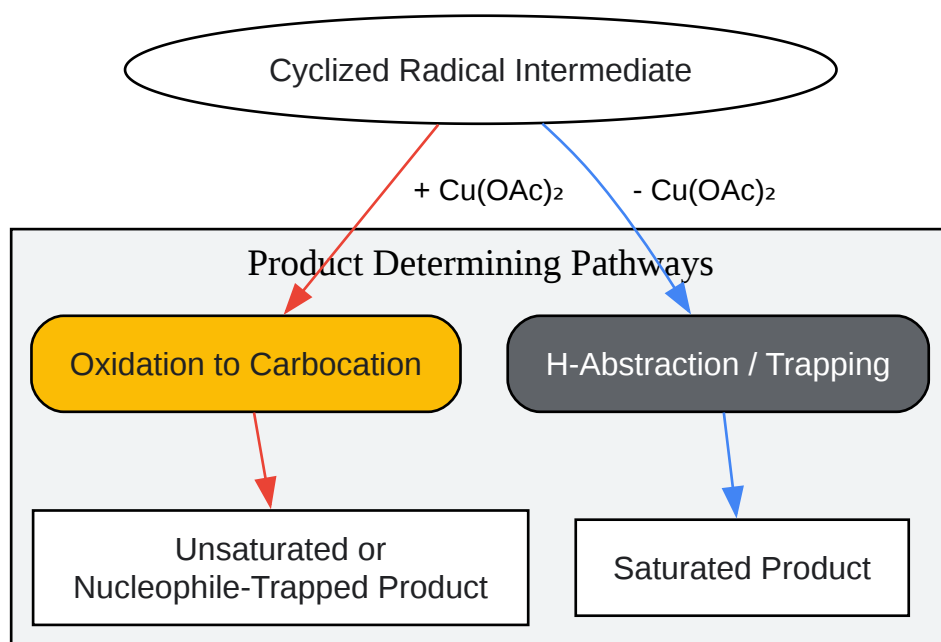 Cyclized Radical Intermediate
+ Cu(OAc)₂
- Cu(OAc)₂
Product Determining Pathways
Oxidation to Carbocation
H-Abstraction / Trapping
Unsaturated or
Nucleophile-Trapped Product
Saturated Product